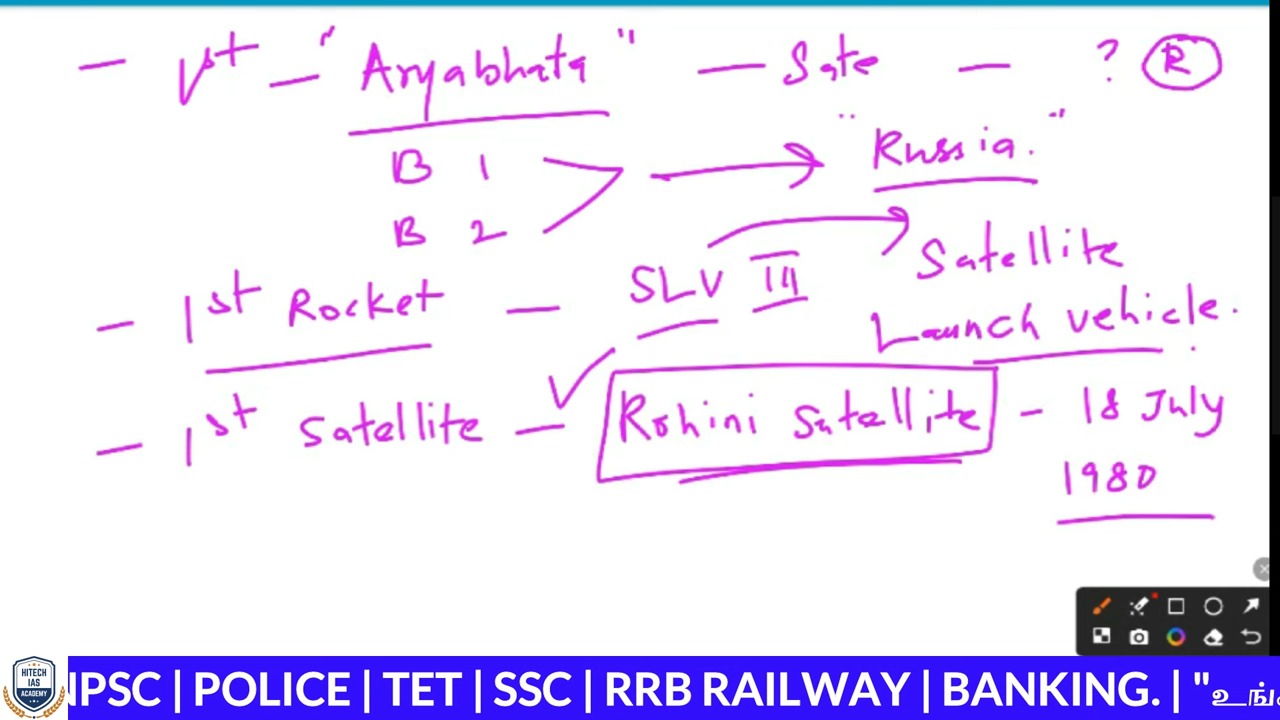 - 1st - "Aryabhata" - Sate - ? R
B 1
B 2
"Russia."
- 1st Rocket - SLV III
Satellite
Launch vehicle.
- 1st Satellite - Rohini Satellite - 18 July
1980
HITECH
IAS
ACADEMY
NPSC | POLICE | TET | SSC | RRB RAILWAY | BANKING. | "உங்